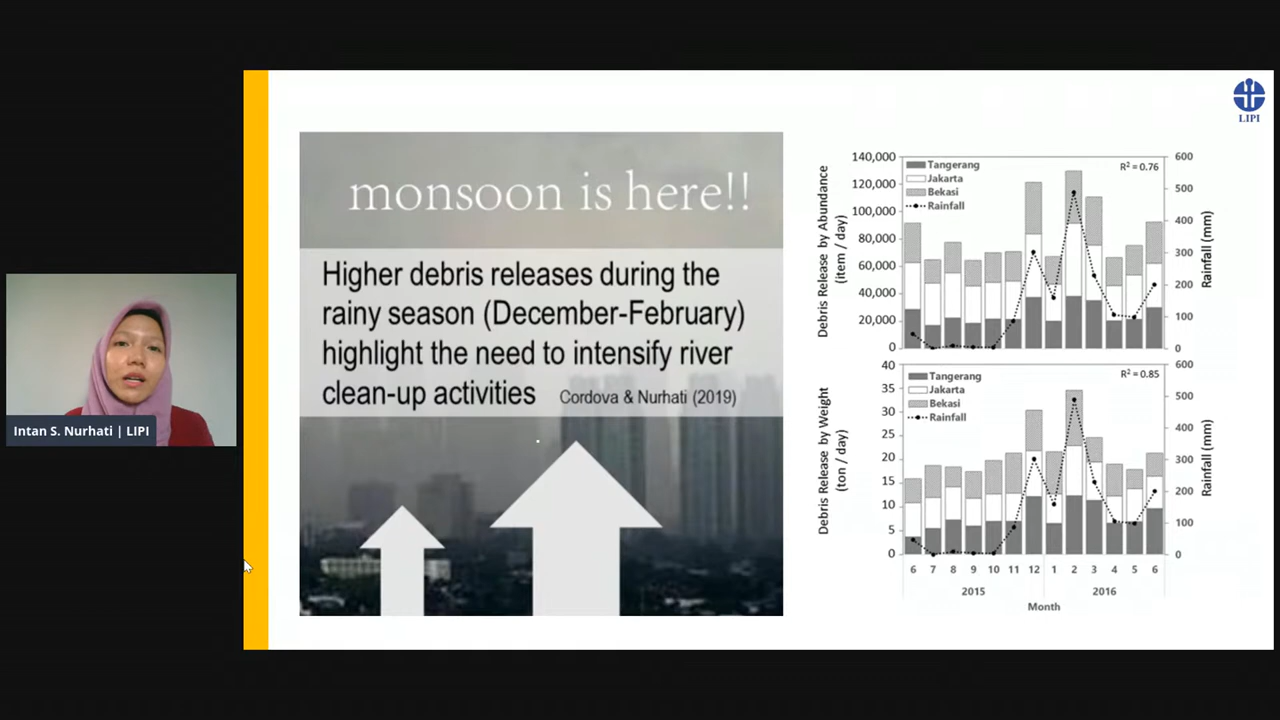 LIPI
monsoon is here!!
Higher debris releases during the
rainy season (December-February)
highlight the need to intensify river
clean-up activities Cordova & Nurhati (2019)
Intan S. Nurhati | LIPI
Debris Release by Abundance
(item / day)
140,000
120,000
100,000
80,000
60,000
40,000
20,000
0
Tangerang
Jakarta
Bekasi
Rainfall
R² = 0.76
600
500
400
300
200
100
0
Rainfall (mm)
Debris Release by Weight
(ton / day)
40
35
30
25
20
15
10
5
0
Tangerang
Jakarta
Bekasi
Rainfall
R² = 0.85
600
500
400
300
200
100
0
Rainfall (mm)
6 7 8 9 10 11 12 1 2 3 4 5 6
2015 2016
Month